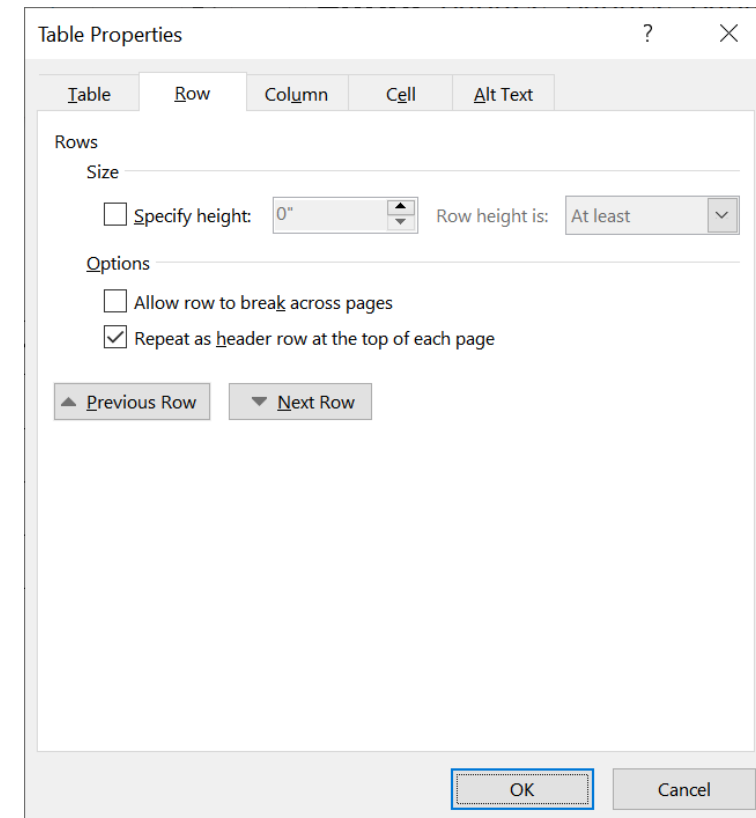 Table Properties ?
Table Row Column Cell Alt Text
Rows
Size
Specify height: 0" Row height is: At least
Options
Allow row to break across pages
Repeat as header row at the top of each page
Previous Row Next Row
OK Cancel